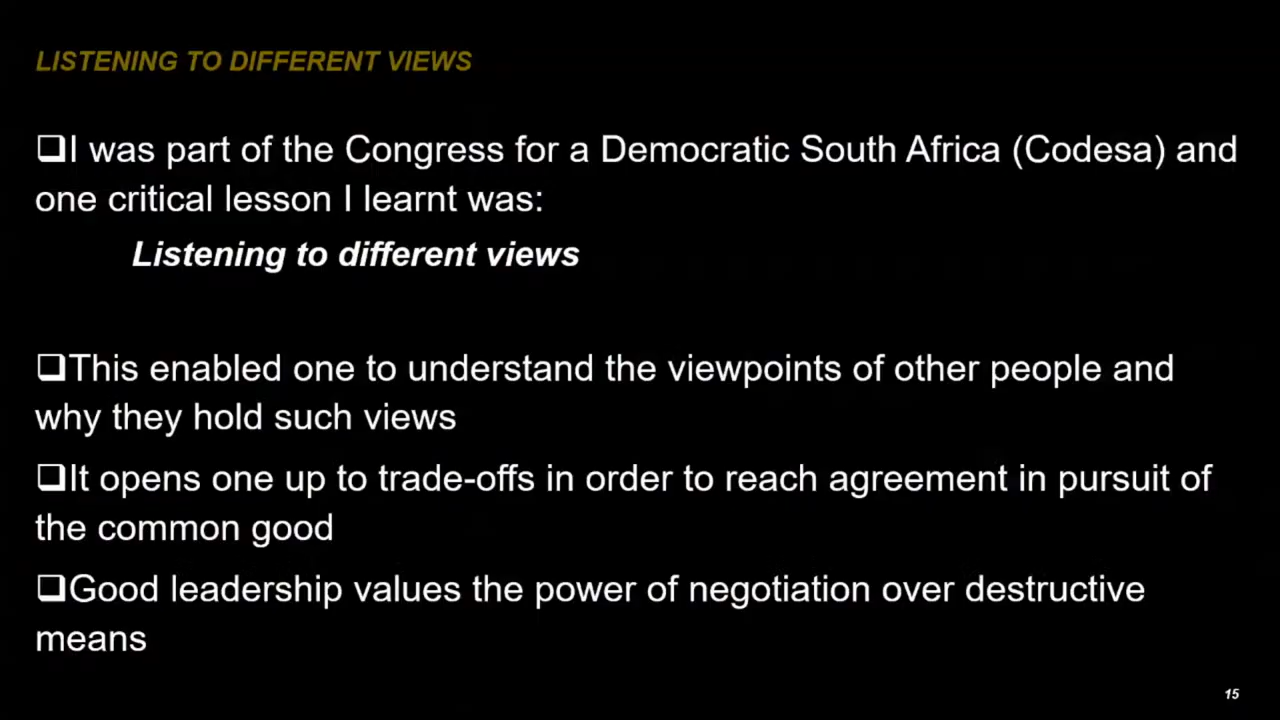 LISTENING TO DIFFERENT VIEWS
❑I was part of the Congress for a Democratic South Africa (Codesa) and
one critical lesson I learnt was:
Listening to different views
❑This enabled one to understand the viewpoints of other people and
why they hold such views
❑It opens one up to trade-offs in order to reach agreement in pursuit of
the common good
❑Good leadership values the power of negotiation over destructive
means
15